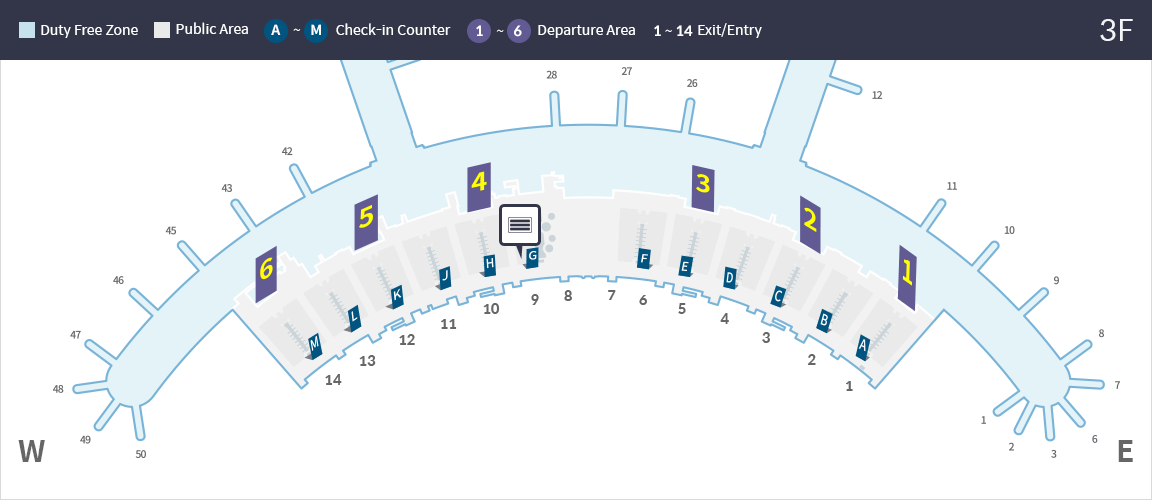 Duty Free Zone Public Area A ~ M Check-in Counter 1 ~ 6 Departure Area 1 ~ 14 Exit/Entry 3F
28 27 26 12
42 4 3
43 5 2 11
45 6 1 10
46 9
47 8
48 7
49 1 2 3 6
50
M L K J H G F E D C B A
14 13 12 11 10 9 8 7 6 5 4 3 2 1
W E